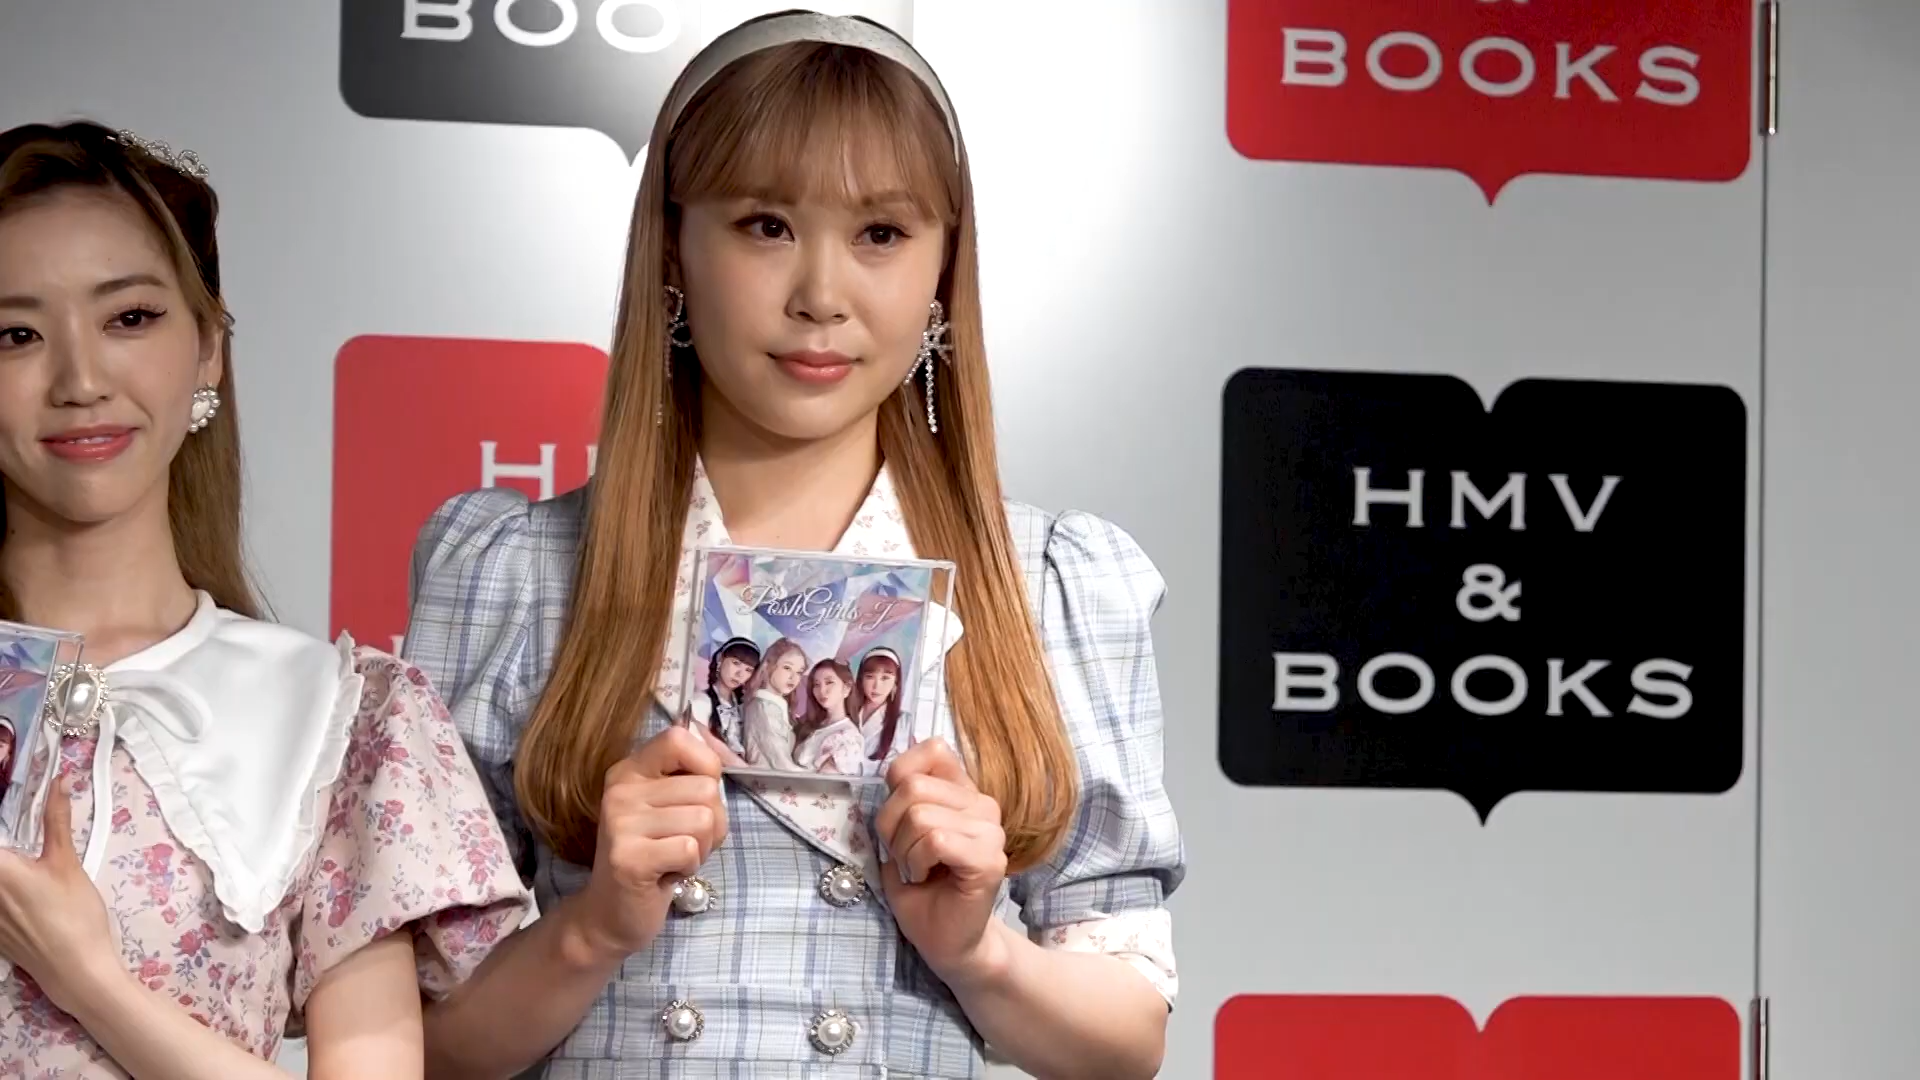 BOO
&
BOOKS
H
HMV
&
BOOKS
PoshGirls-J